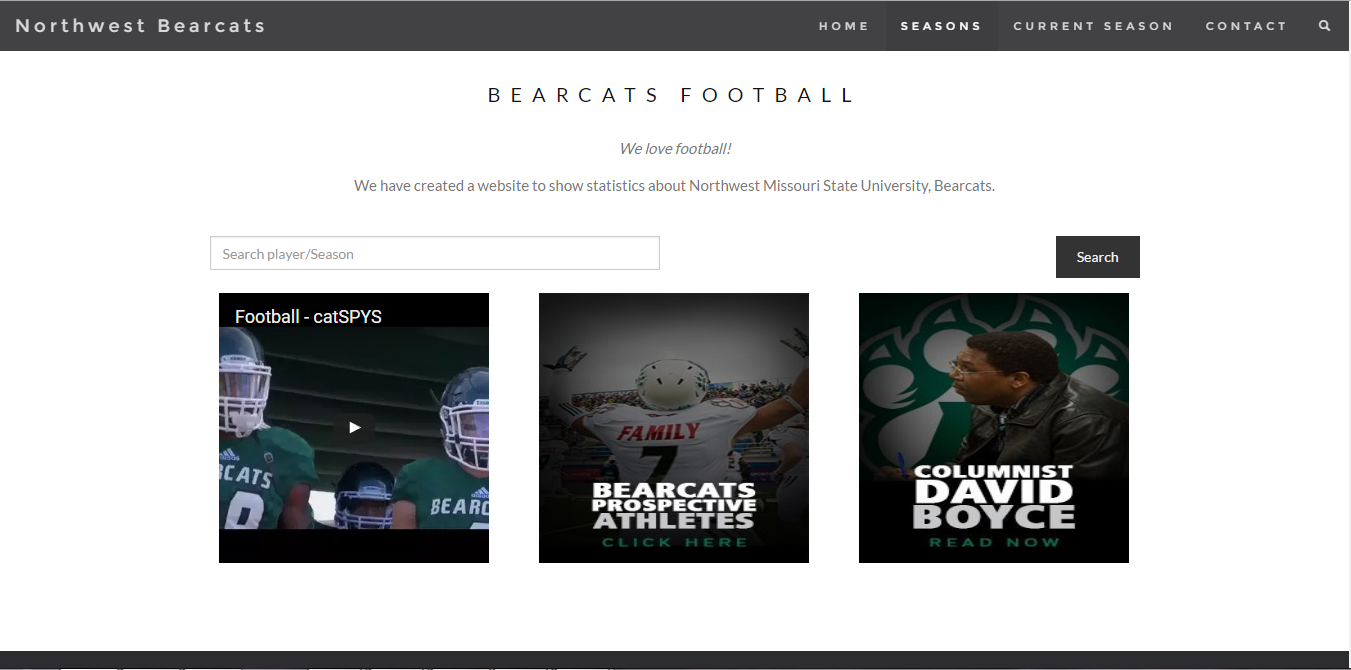 Northwest Bearcats
HOME SEASONS CURRENT SEASON CONTACT
BEARCATS FOOTBALL
We love football!
We have created a website to show statistics about Northwest Missouri State University, Bearcats.
Search player/Season
Search
Football - catSPYS
FAMILY
7
BEARCATS
PROSPECTIVE
ATHLETES
CLICK HERE
COLUMNIST
DAVID
BOYCE
READ NOW